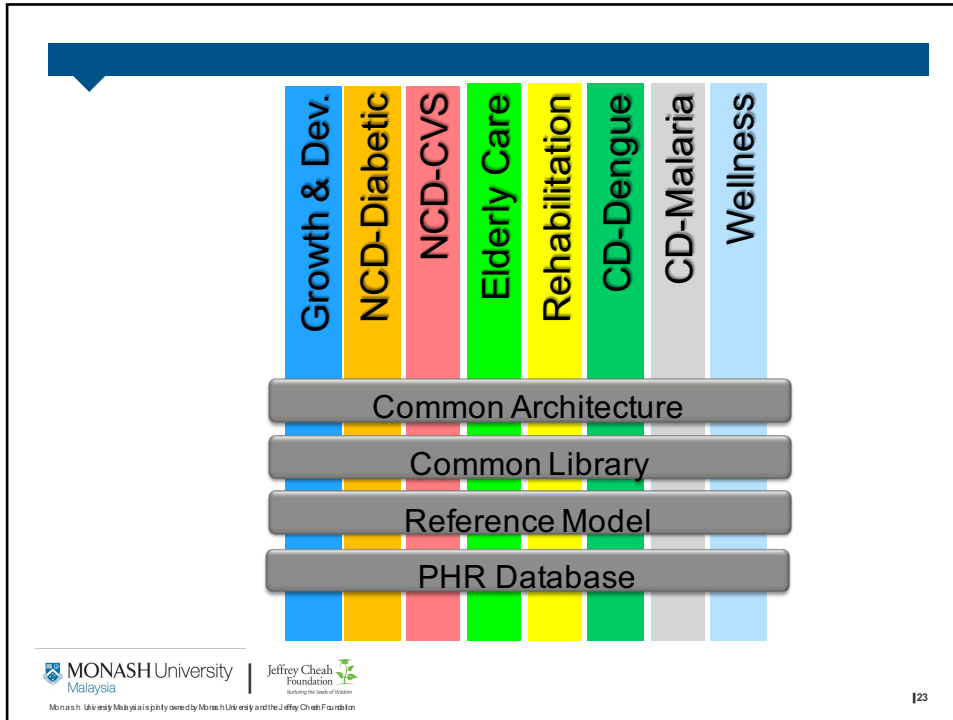 Growth & Dev.
NCD-Diabetic
NCD-CVS
Elderly Care
Rehabilitation
CD-Dengue
CD-Malaria
Wellness
Common Architecture
Common Library
Reference Model
PHR Database
MONASH University
Malaysia
Jeffrey Cheah
Foundation
Nurturing the Seeds of Wisdom
Monash University Malaysia is jointly owned by Monash University and the Jeffrey Cheah Foundation
23